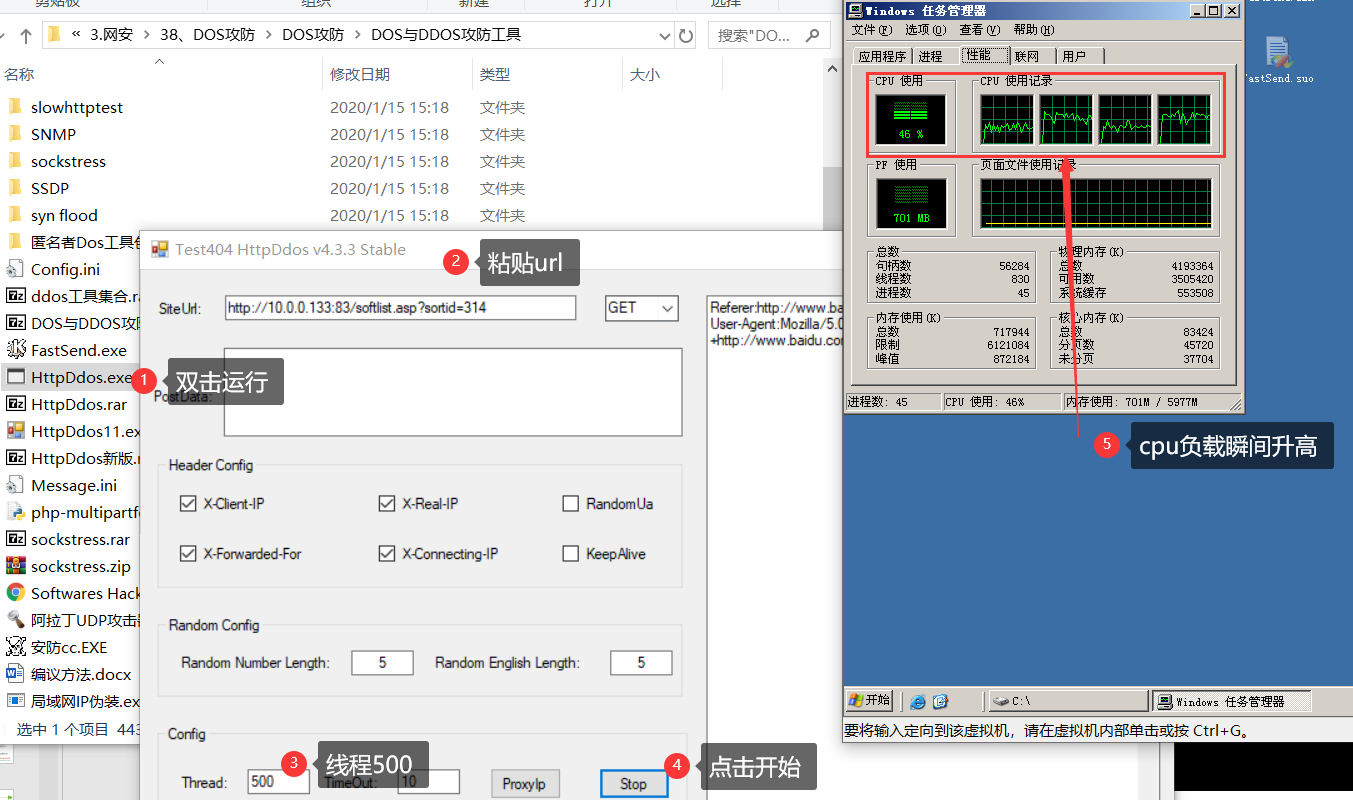 剪贴板
组织
新建
打开
选择
« 3.网安 > 38、DOS攻防 > DOS攻防 > DOS与DDOS攻防工具
搜索"DO...
名称
修改日期
类型
大小
slowhttptest
2020/1/15 15:18
文件夹
SNMP
2020/1/15 15:18
文件夹
sockstress
2020/1/15 15:18
文件夹
SSDP
2020/1/15 15:18
文件夹
syn flood
2020/1/15 15:18
文件夹
匿名者Dos工具
Config.ini
ddos工具集合.ra
DOS与DDOS攻防
FastSend.exe
HttpDdos.exe
HttpDdos.rar
HttpDdos11.ex
HttpDdos新版.r
Message.ini
php-multipartf
sockstress.rar
sockstress.zip
Softwares Hack
阿拉丁UDP攻击
安防cc.EXE
编议方法.docx
局域网IP伪装.ex
选中 1 个项目
443
Test404 HttpDdos v4.3.3 Stable
2
粘贴url
SiteUrl:
http://10.0.0.133:83/softlist.asp?sortid=314
GET
Referer:http://www.ba
User-Agent:Mozilla/5.0
+http://www.baidu.com
1
双击运行
PostData:
Header Config
X-Client-IP
X-Real-IP
RandomUa
X-Forwarded-For
X-Connecting-IP
KeepAlive
Random Config
Random Number Length:
5
Random English Length:
5
Config
Thread:
500
3
线程500
TimeOut:
10
ProxyIp
Stop
4
点击开始
Windows 任务管理器
文件(F) 选项(O) 查看(V) 帮助(H)
应用程序 进程 性能 联网 用户
CPU 使用
CPU 使用记录
46 %
PF 使用
页面文件使用记录
701 MB
总数
句柄数 56284
线程数 830
进程数 45
物理内存(K)
总数 4193364
可用数 3505420
系统缓存 553508
内存使用(K)
总数 717944
限制 6121084
峰值 872184
核心内存(K)
总数 83424
分页数 45720
未分页 37704
进程数: 45
CPU 使用: 46%
内存使用: 701M / 5977M
5
cpu负载瞬间升高
FastSend.suo
开始
C:\
Windows 任务管理器
要将输入定向到该虚拟机，请在虚拟机内部单击或按 Ctrl+G。